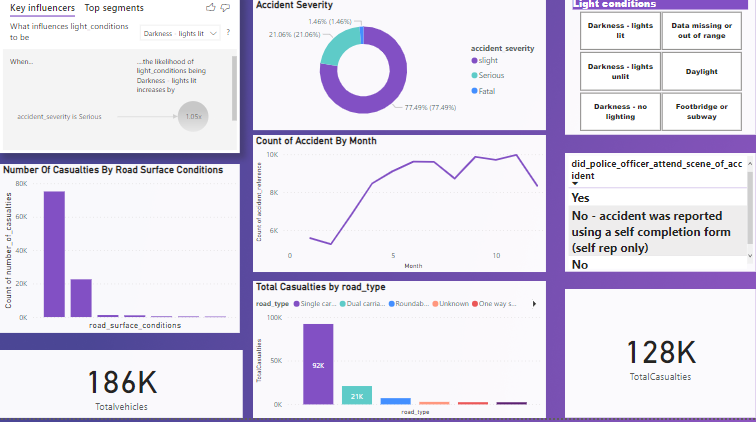 Key influencers Top segments
What influences light_conditions
to be
Darkness - lights lit
?
When...
...the likelihood of
light_conditions being
Darkness - lights lit
increases by
accident_severity is Serious
1.05x
Number Of Casualties By Road Surface Conditions
Count of number_of_casualties
80K
60K
40K
20K
0K
road_surface_conditions
186K
Totalvehicles
Accident Severity
1.46% (1.46%)
21.06% (21.06%)
77.49% (77.49%)
accident_severity
slight
Serious
Fatal
Count of Accident By Month
Count of accident_reference
10K
8K
6K
0
5
10
Month
Total Casualties by road_type
road_type Single car... Dual carria... Roundab... Unknown One way s...
TotalCasualties
100K
50K
0K
92K
21K
road_type
Light conditions
Darkness - lights
lit
Data missing or
out of range
Darkness - lights
unlit
Daylight
Darkness - no
lighting
Footbridge or
subway
did_police_officer_attend_scene_of_acc
ident
Yes
No - accident was reported
using a self completion form
(self rep only)
No
128K
TotalCasualties